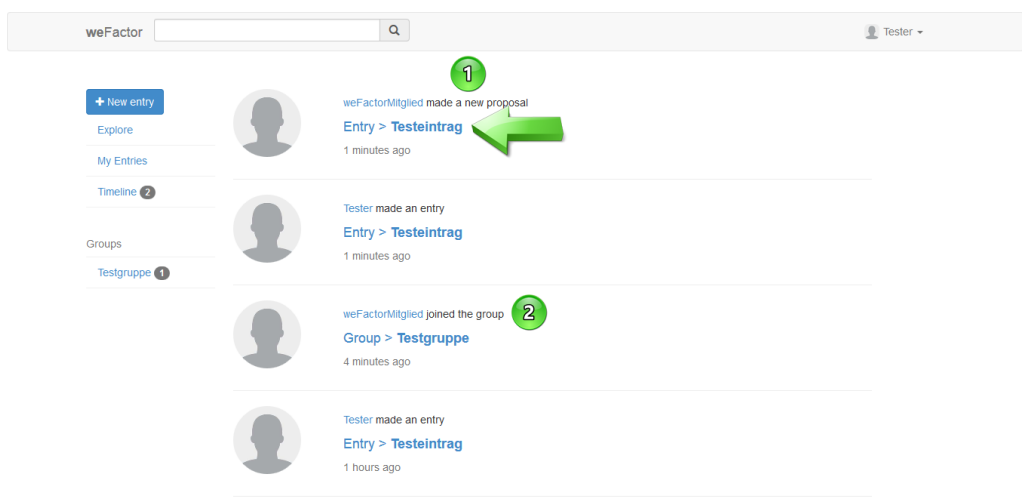 weFactor
Tester
1
+ New entry
weFactorMitglied made a new proposal
Explore
Entry > Testeintrag
1 minutes ago
My Entries
Timeline 2
Tester made an entry
Entry > Testeintrag
1 minutes ago
Groups
Testgruppe 1
weFactorMitglied joined the group
2
Group > Testgruppe
4 minutes ago
Tester made an entry
Entry > Testeintrag
1 hours ago